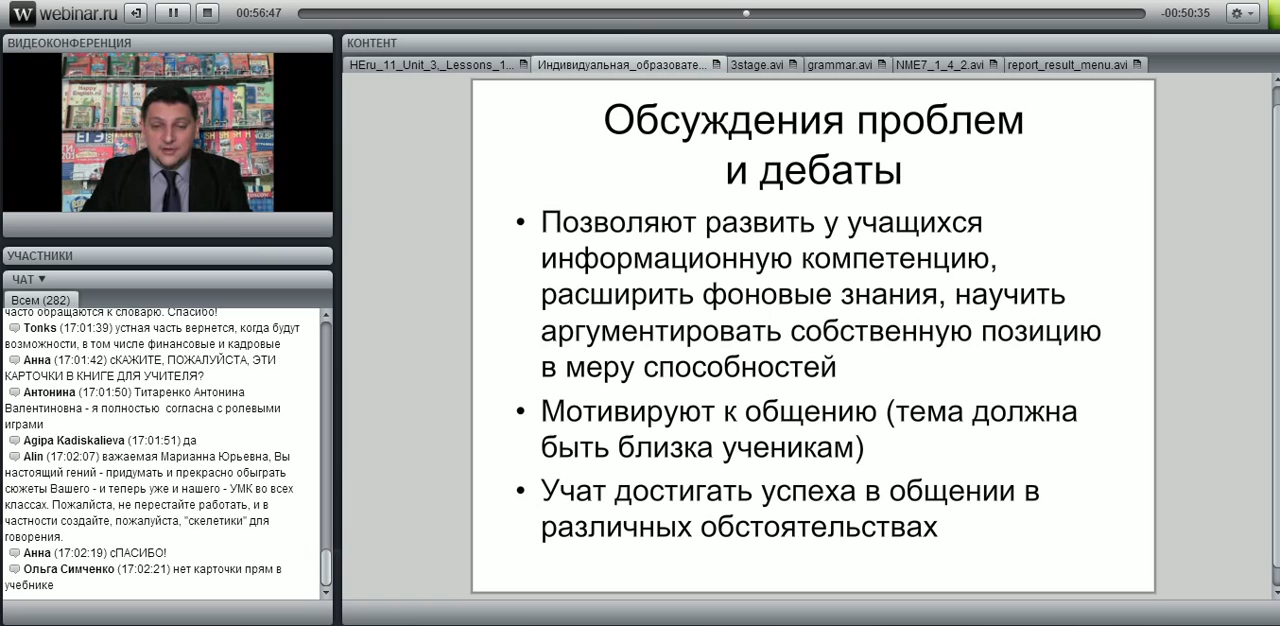 W webinar.ru
00:56:47
-00:50:35
ВИДЕОКОНФЕРЕНЦИЯ
Happy
English.ru
ENGLISH
ЕГЭ
УЧАСТНИКИ
ЧАТ
Всем (282)
часто обращаются к словарю. Спасибо!
Tonks (17:01:39) устная часть вернется, когда будут
возможности, в том числе финансовые и кадровые
Анна (17:01:42) сКАЖИТЕ, ПОЖАЛУЙСТА, ЭТИ
КАРТОЧКИ В КНИГЕ ДЛЯ УЧИТЕЛЯ?
Антонина (17:01:50) Титаренко Антонина
Валентиновна - я полностью согласна с ролевыми
играми
Agipa Kadiskalieva (17:01:51) да
Alin (17:02:07) важаемая Марианна Юрьевна, Вы
настоящий гений - придумать и прекрасно обыграть
сюжеты Вашего - и теперь уже и нашего - УМК во всех
классах. Пожалйста, не перестайте работать, и в
частности создайте, пожалуйста, "скелетики" для
говорения.
Анна (17:02:19) сПАСИБО!
Ольга Симченко (17:02:21) нет карточки прям в
учебнике
КОНТЕНТ
HEru_11_Unit_3,_Lessons_1...
Индивидуальная_образовате...
3stage.avi
grammar.avi
NME7_1_4_2.avi
report_result_menu.avi
Обсуждения проблем
и дебаты
• Позволяют развить у учащихся
информационную компетенцию,
расширить фоновые знания, научить
аргументировать собственную позицию
в меру способностей
• Мотивируют к общению (тема должна
быть близка ученикам)
• Учат достигать успеха в общении в
различных обстоятельствах